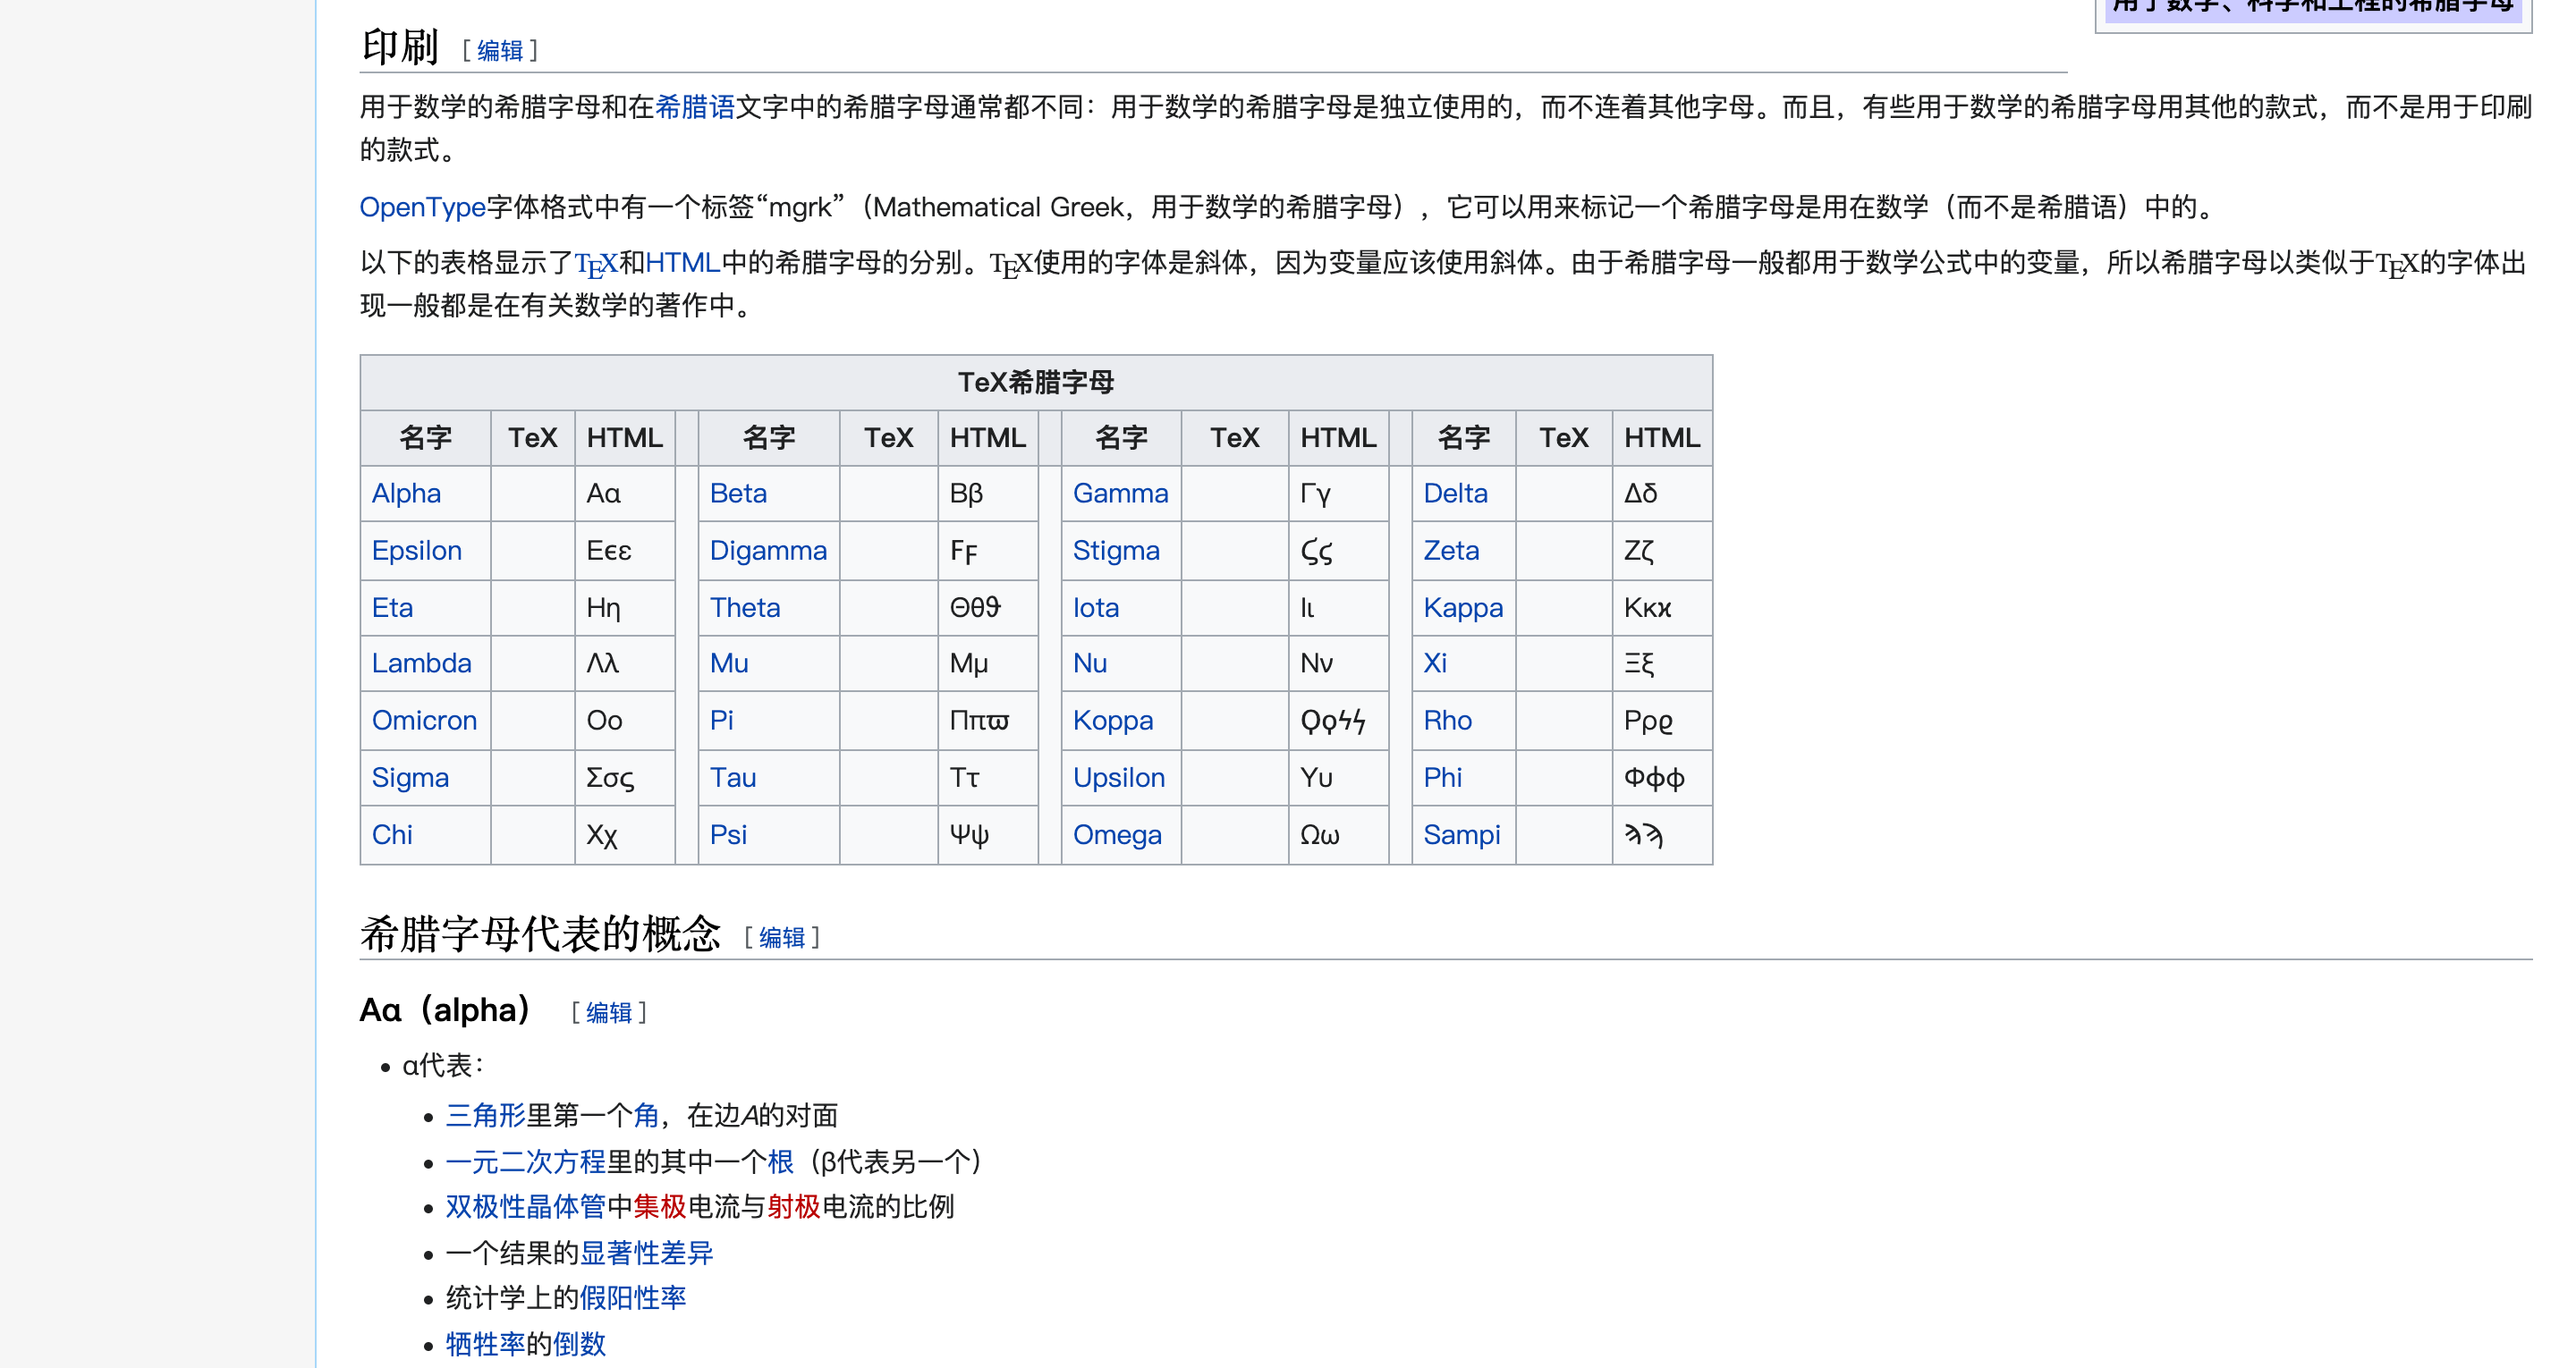 用于数学、科学和工程的希腊字母
印刷 [编辑]
用于数学的希腊字母和在希腊语文字中的希腊字母通常都不同：用于数学的希腊字母是独立使用的，而不连着其他字母。而且，有些用于数学的希腊字母用其他的款式，而不是用于印刷
的款式。
OpenType字体格式中有一个标签“mgrk”（Mathematical Greek，用于数学的希腊字母），它可以用来标记一个希腊字母是用在数学（而不是希腊语）中的。
以下的表格显示了TEX和HTML中的希腊字母的分别。TEX使用的字体是斜体，因为变量应该使用斜体。由于希腊字母一般都用于数学公式中的变量，所以希腊字母以类似于TEX的字体出
现一般都是在有关数学的著作中。
TeX希腊字母
名字 TeX HTML 名字 TeX HTML 名字 TeX HTML 名字 TeX HTML
Alpha Αα Beta Ββ Gamma Γγ Delta Δδ
Epsilon Εϵε Digamma Ϝϝ Stigma Ϛϛ Zeta Ζζ
Eta Ηη Theta Θθϑ Iota Ιι Kappa Κκϰ
Lambda Λλ Mu Μμ Nu Νν Xi Ξξ
Omicron Οο Pi Ππϖ Koppa Ϙϙϟϟ Rho Ρρϱ
Sigma Σσς Tau Ττ Upsilon Υυ Phi Φϕφ
Chi Χχ Psi Ψψ Omega Ωω Sampi Ϡϡ
希腊字母代表的概念 [编辑]
Αα（alpha） [编辑]
• α代表：
• 三角形里第一个角，在边A的对面
• 一元二次方程里的其中一个根（β代表另一个）
• 双极性晶体管中集极电流与射极电流的比例
• 一个结果的显著性差异
• 统计学上的假阳性率
• 牺牲率的倒数